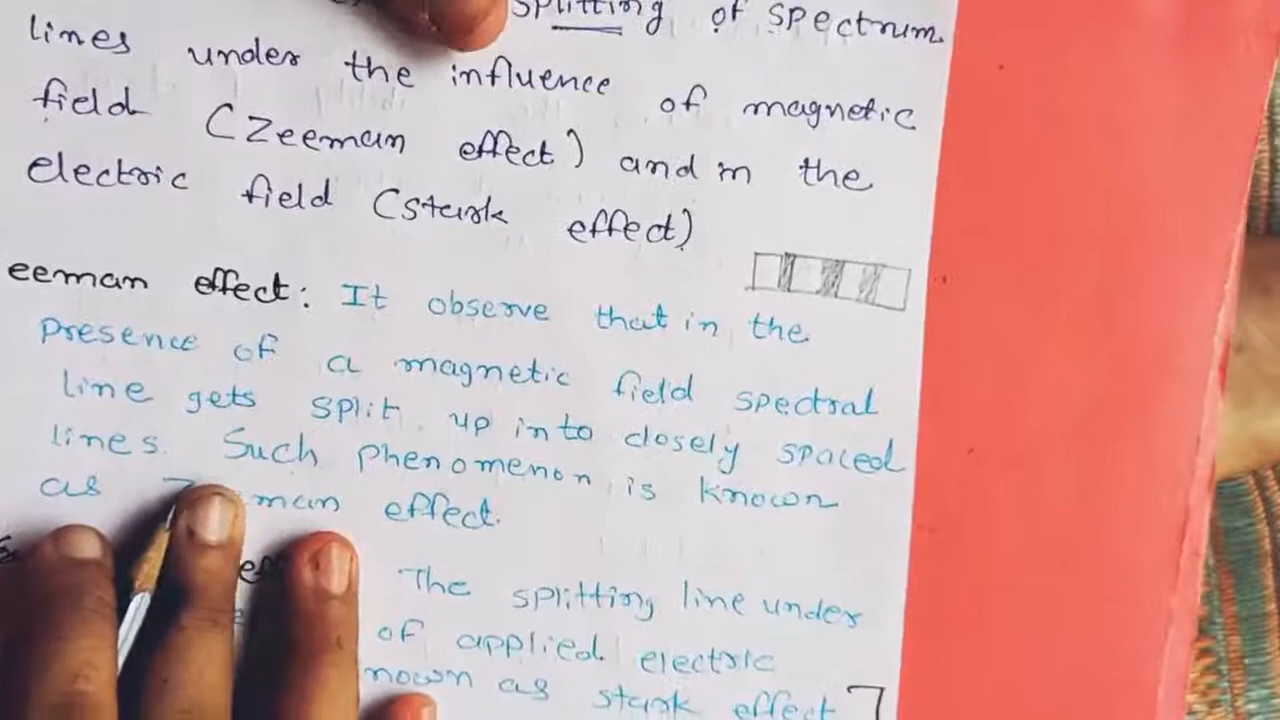 splitting of spectrum
lines under the influence of magnetic
field (Zeeman effect) and in the
electric field (stark effect)
eeman effect: It observe that in the
presence of a magnetic field spectral
line gets split up into closely spaced
lines. Such phenomenon is known
as man effect.
The splitting line under
of applied electric
nown as stark effect